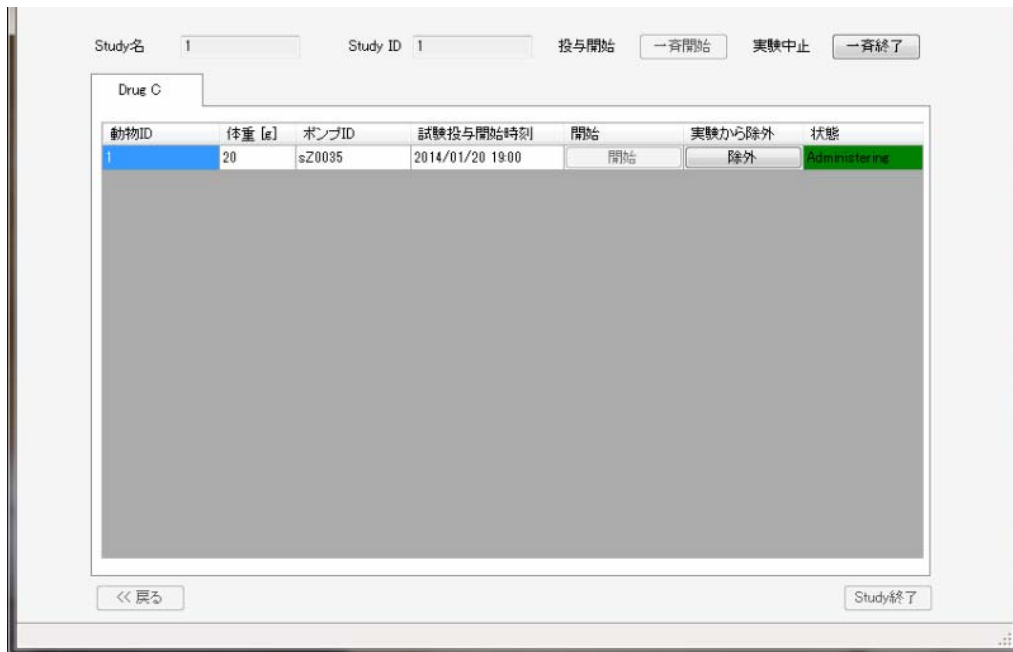 Study名 1 Study ID 1 投与開始 一斉開始 実験中止 一斉終了
Drug C
動物ID 体重 [g] ポンプID 試験投与開始時刻 開始 実験から除外 状態
1 20 sZ0035 2014/01/20 19:00 開始 除外 Administering
<< 戻る Study終了